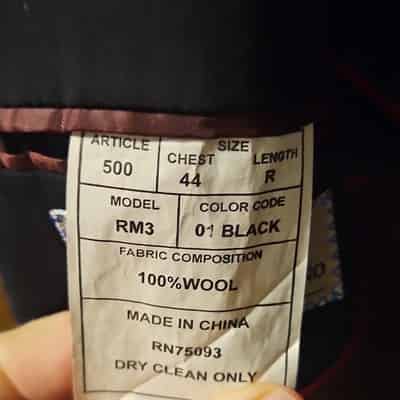 ARTICLE SIZE
500 CHEST LENGTH
44 R
MODEL COLOR CODE
RM3 01 BLACK
FABRIC COMPOSITION
100%WOOL
MADE IN CHINA
RN75093
DRY CLEAN ONLY